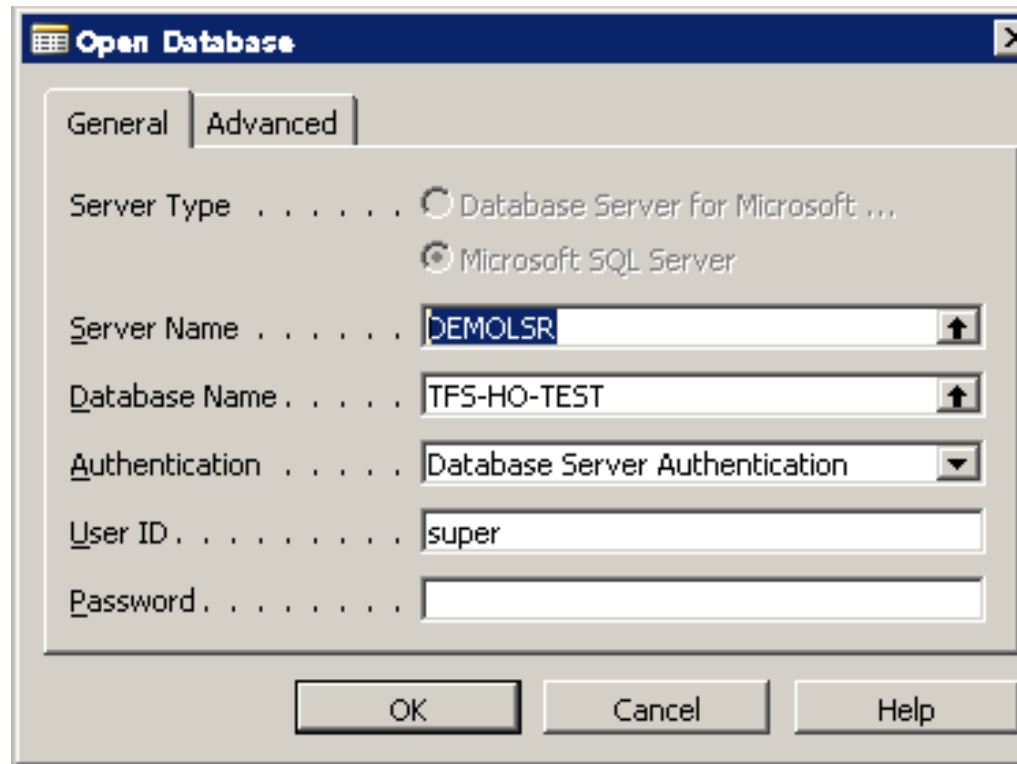 Open Database
General Advanced
Server Type . . . . . . Database Server for Microsoft ...
Microsoft SQL Server
Server Name . . . . . . DEMOLSR
Database Name . . . . . TFS-HO-TEST
Authentication . . . . . Database Server Authentication
User ID . . . . . . . . . super
Password . . . . . . . .
OK Cancel Help